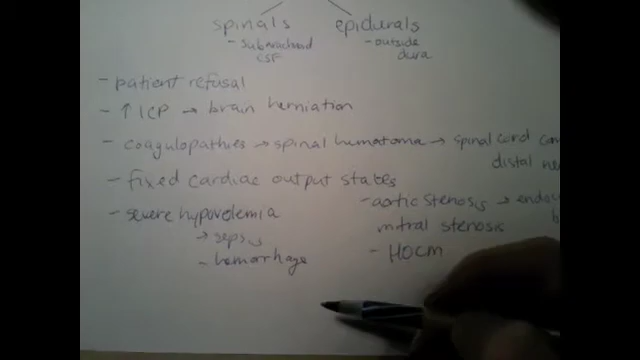 spinals epidurals
- subarachnoid - outside
CSF dura
- patient refusal
- ↑ ICP → brain herniation
- coagulopathies → spinal hematoma → spinal cord
distal
- fixed cardiac output states
- severe hypovolemia - aortic stenosis →
→ sepsis mitral stenosis
- hemorrhage - HOCM